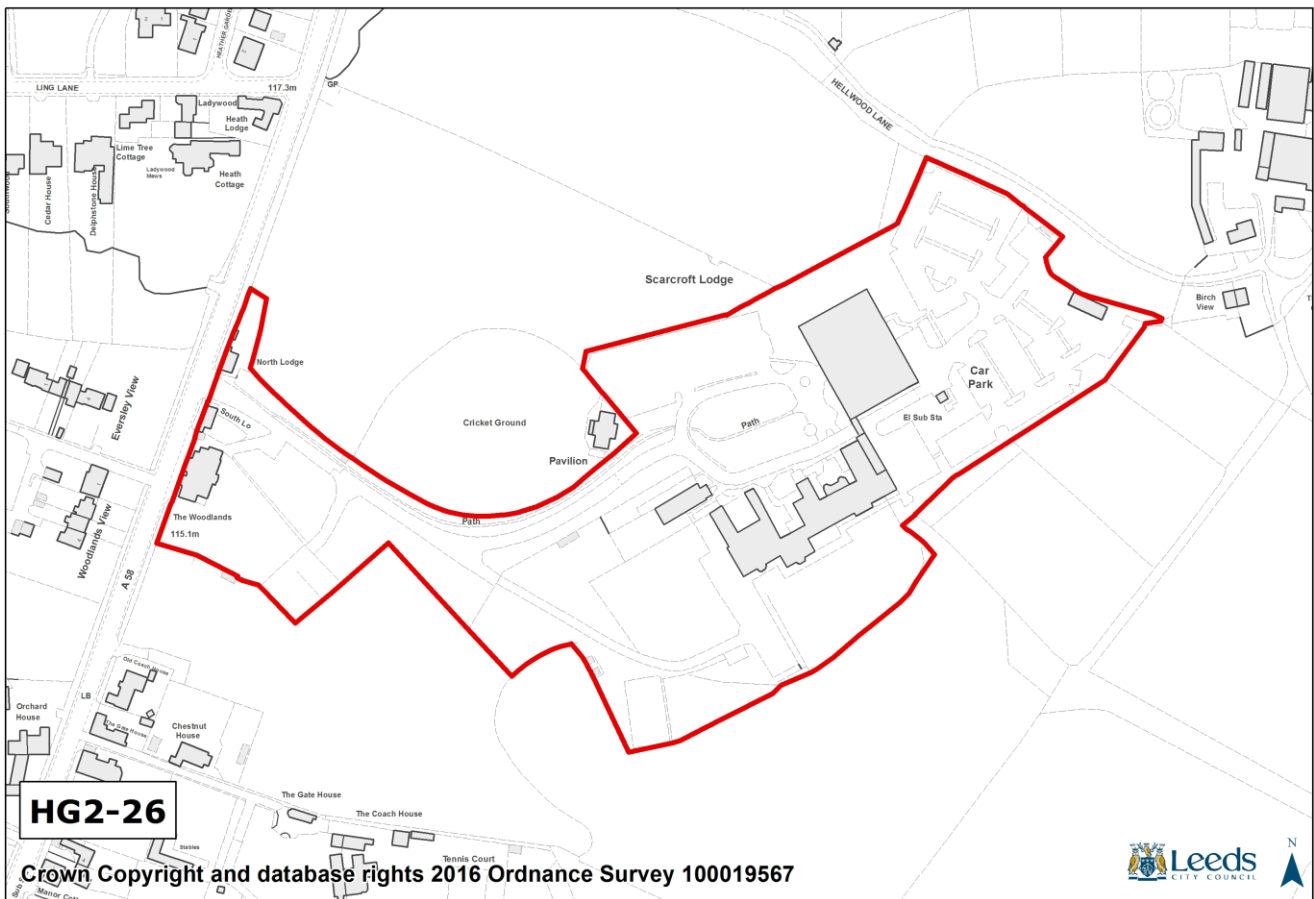 LING LANE
117.3m
HEATHER GARD
GP
HELLWOOD LANE
Ladywood
Heath
Lodge
Lime Tree
Cottage
Ladywood
Mews
Heath
Cottage
Cedar House
Delphstone House
Scarcroft Lodge
Birch
View
North Lodge
Car
Park
Eversley View
South Lo
Cricket Ground
Path
El Sub Sta
Pavilion
The Woodlands
115.1m
Path
Woodlands View
A 58
Old Coach House
LB
Orchard
House
The Gate House
Chestnut
House
HG2-26
The Gate House
The Coach House
Stables
Tennis Court
Crown Copyright and database rights 2016 Ordnance Survey 100019567
Leeds
CITY COUNCIL
N